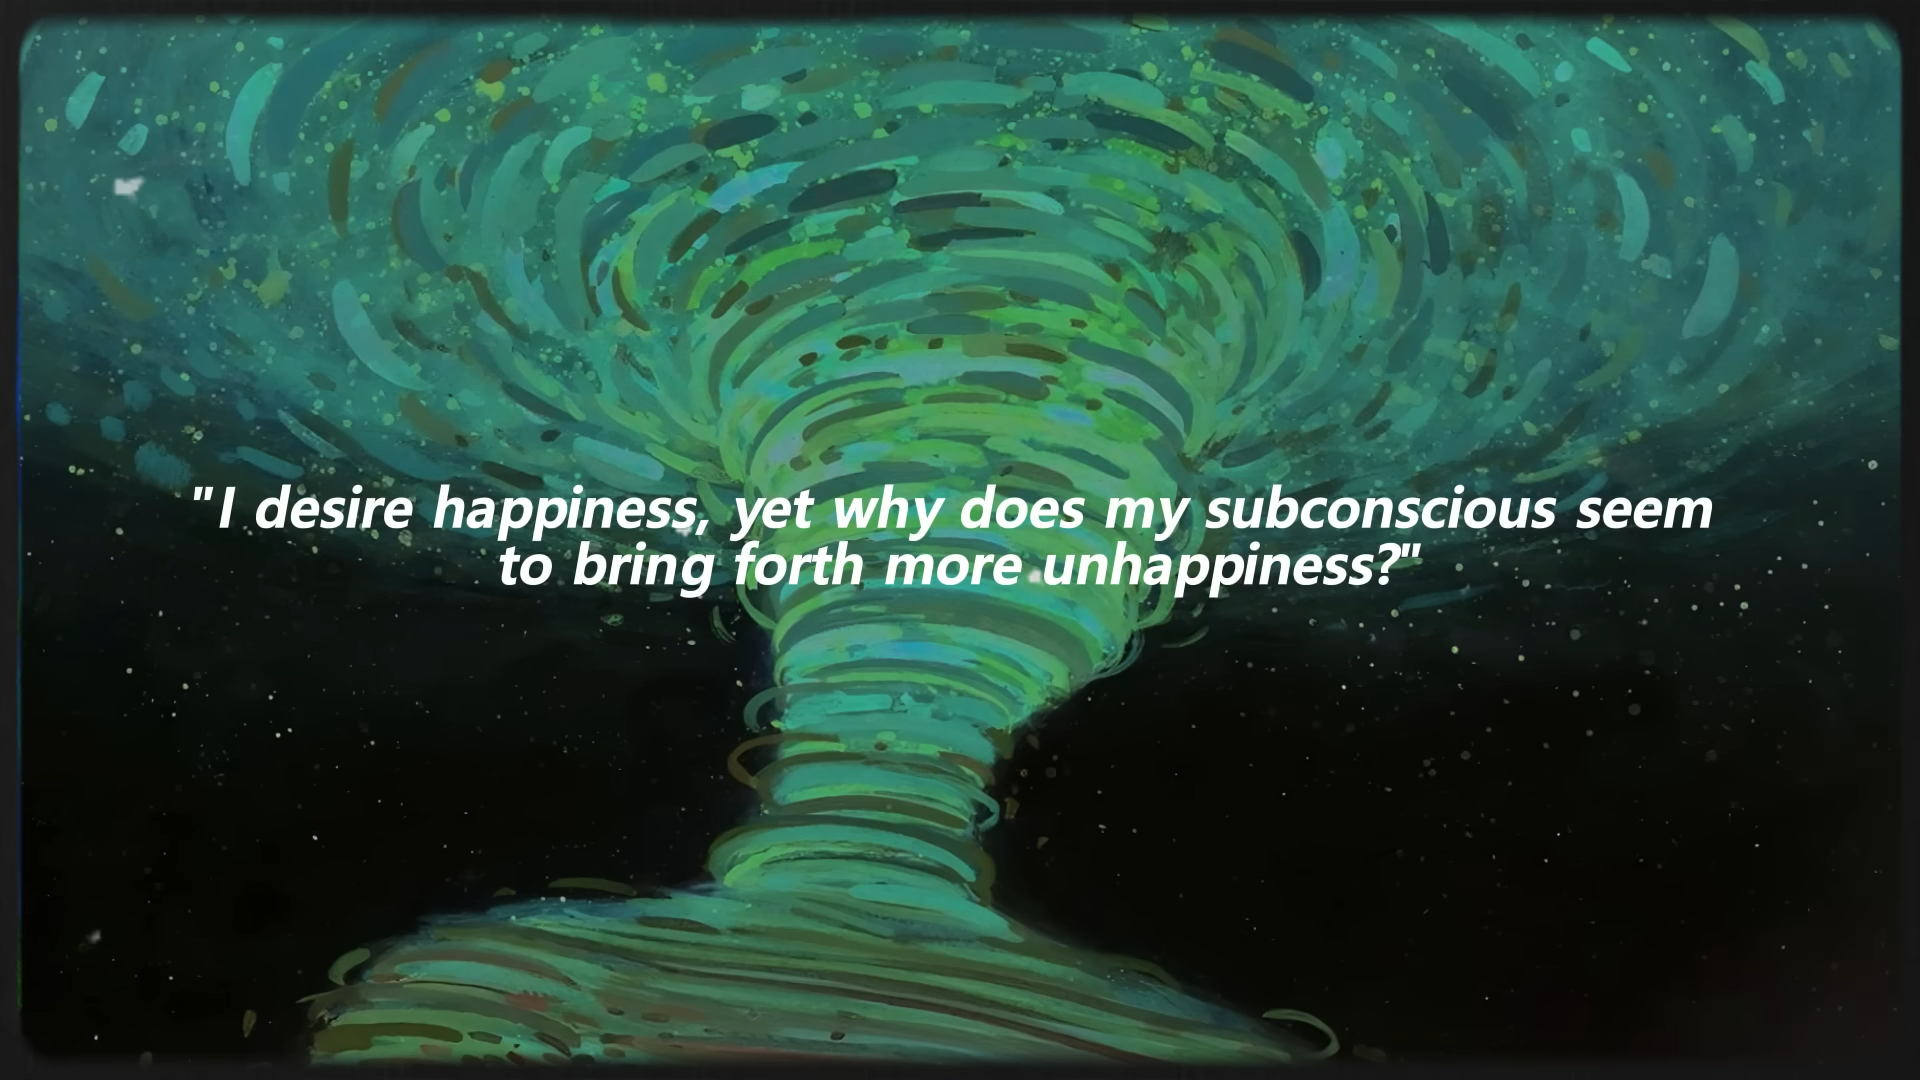 "I desire happiness, yet why does my subconscious seem
to bring forth more unhappiness?"